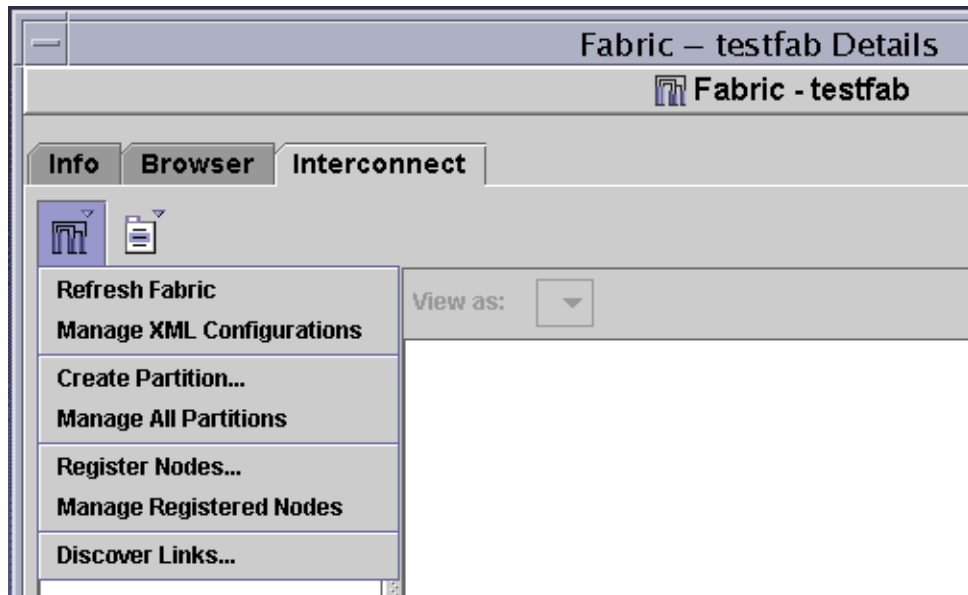 Fabric – testfab Details
Fabric - testfab
Info Browser Interconnect
Refresh Fabric
Manage XML Configurations
View as:
Create Partition...
Manage All Partitions
Register Nodes...
Manage Registered Nodes
Discover Links...